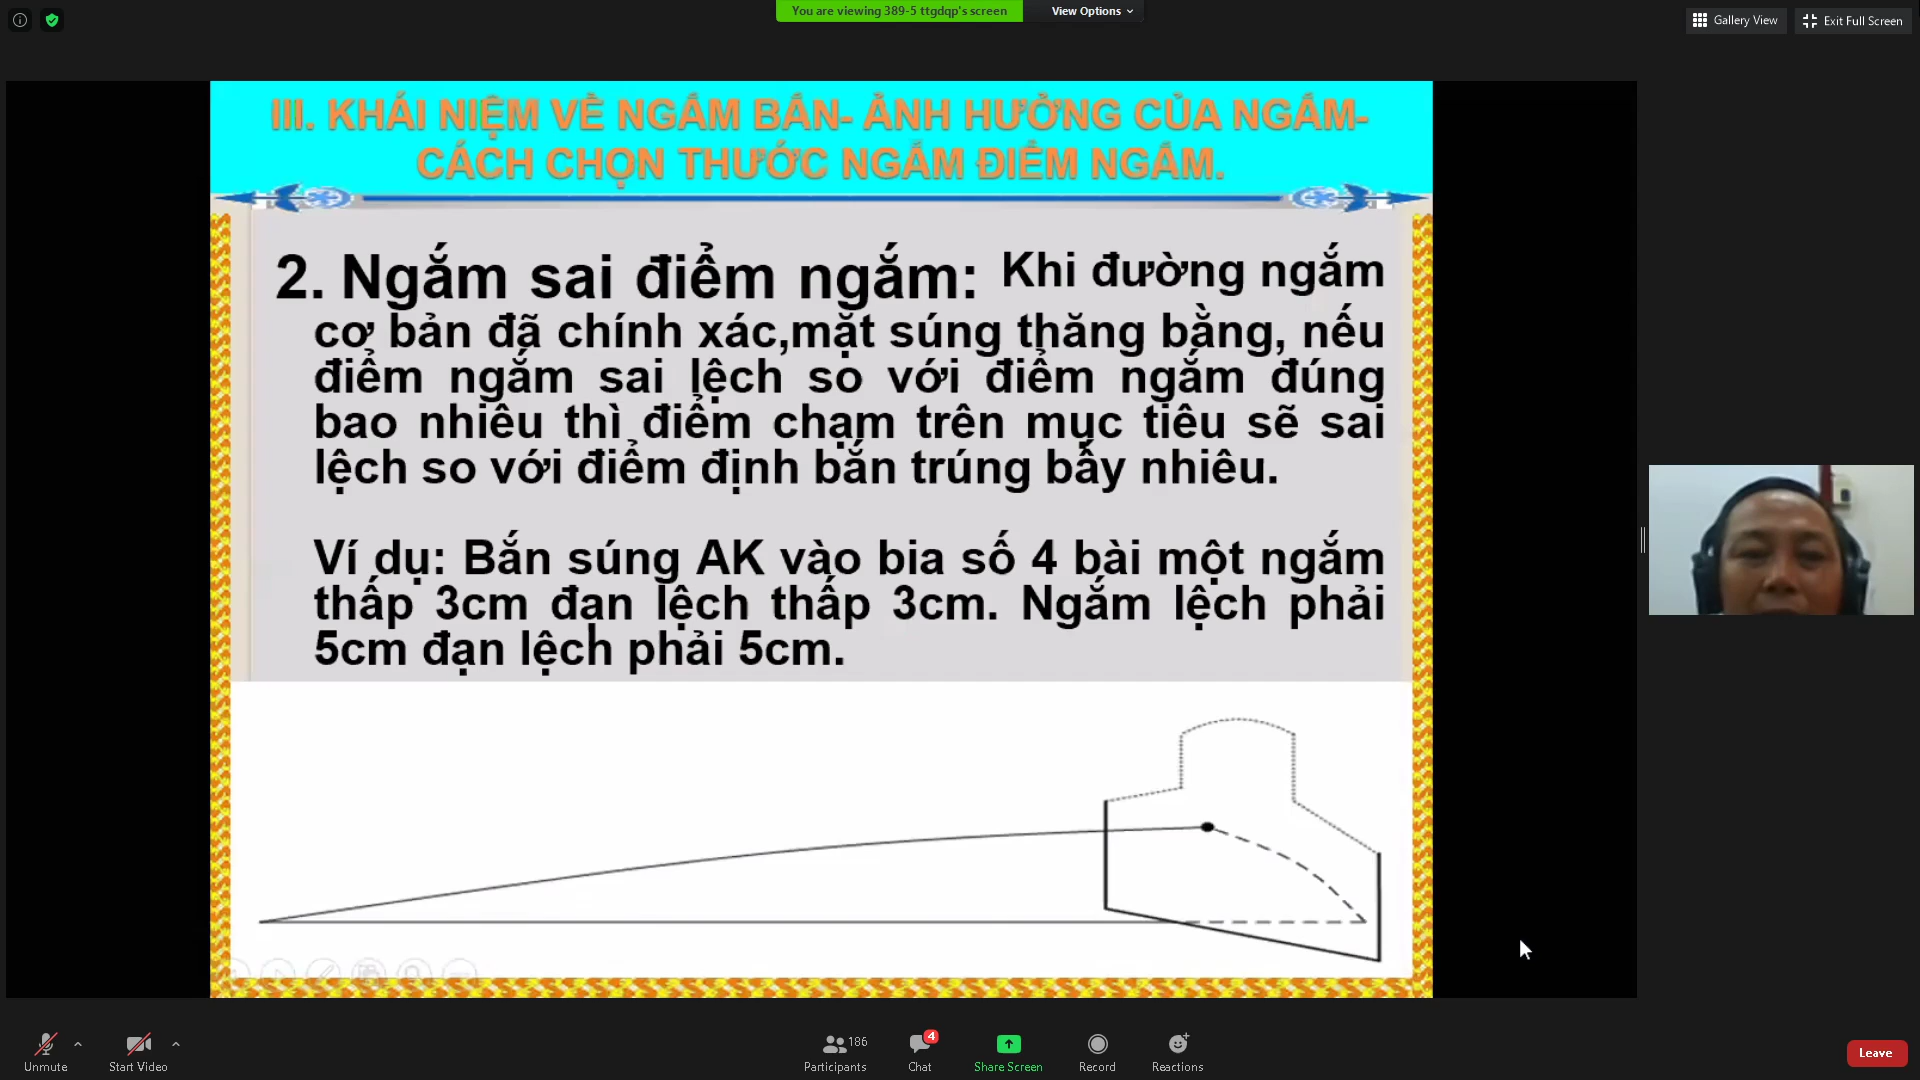 You are viewing 389-5 ttgdqp's screen
View Options
Gallery View
Exit Full Screen
III. KHÁI NIỆM VỀ NGẮM BẮN- ẢNH HƯỞNG CỦA NGẮM-
CÁCH CHỌN THƯỚC NGẮM ĐIỂM NGẮM.
2. Ngắm sai điểm ngắm: Khi đường ngắm
cơ bản đã chính xác,mặt súng thăng bằng, nếu
điểm ngắm sai lệch so với điểm ngắm đúng
bao nhiêu thì điểm chạm trên mục tiêu sẽ sai
lệch so với điểm định bắn trúng bấy nhiêu.
Ví dụ: Bắn súng AK vào bia số 4 bài một ngắm
thấp 3cm đạn lệch thấp 3cm. Ngắm lệch phải
5cm đạn lệch phải 5cm.
Unmute
Start Video
186
Participants
4
Chat
Share Screen
Record
Reactions
Leave